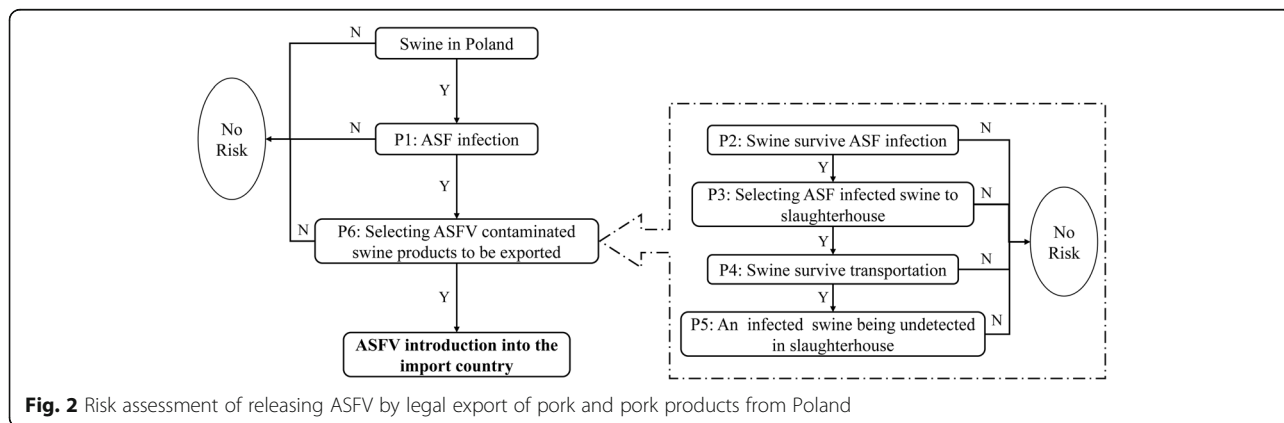 N
Swine in Poland
Y
No
Risk
N
P1: ASF infection
Y
N
P6: Selecting ASFV contaminated
swine products to be exported
Y
ASFV introduction into the
import country
P2: Swine survive ASF infection
N
Y
P3: Selecting ASF infected swine to
slaughterhouse
N
Y
P4: Swine survive transportation
N
Y
P5: An infected swine being undetected
in slaughterhouse
N
No
Risk
Fig. 2 Risk assessment of releasing ASFV by legal export of pork and pork products from Poland